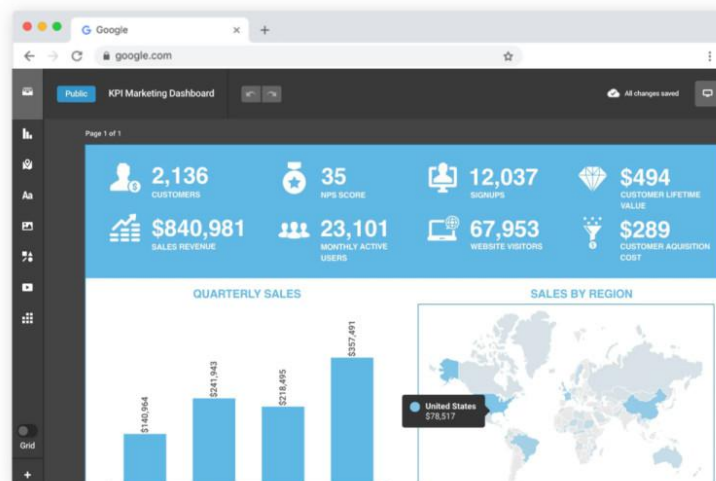 Google
google.com
Public KPI Marketing Dashboard All changes saved
Page 1 of 1
2,136
CUSTOMERS
35
NPS SCORE
12,037
SIGNUPS
$494
CUSTOMER LIFETIME
VALUE
$840,981
SALES REVENUE
23,101
MONTHLY ACTIVE
USERS
67,953
WEBSITE VISITORS
$289
CUSTOMER AQUISITION
COST
Aa
QUARTERLY SALES
$140,964
$241,943
$218,495
$357,491
SALES BY REGION
United States
$78,517
Grid